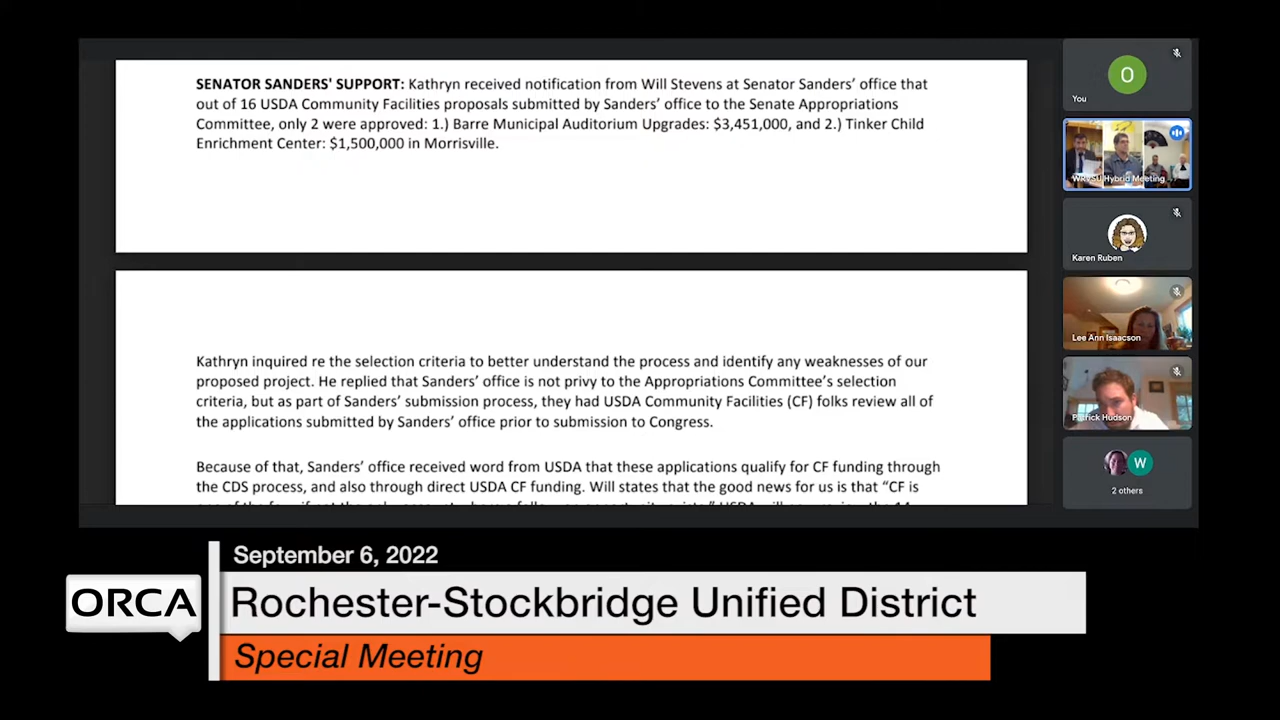 SENATOR SANDERS' SUPPORT: Kathryn received notification from Will Stevens at Senator Sanders' office that
out of 16 USDA Community Facilities proposals submitted by Sanders' office to the Senate Appropriations
Committee, only 2 were approved: 1.) Barre Municipal Auditorium Upgrades: $3,451,000, and 2.) Tinker Child
Enrichment Center: $1,500,000 in Morrisville.
Kathryn inquired re the selection criteria to better understand the process and identify any weaknesses of our
proposed project. He replied that Sanders' office is not privy to the Appropriations Committee's selection
criteria, but as part of Sanders' submission process, they had USDA Community Facilities (CF) folks review all of
the applications submitted by Sanders' office prior to submission to Congress.
Because of that, Sanders' office received word from USDA that these applications qualify for CF funding through
the CDS process, and also through direct USDA CF funding. Will states that the good news for us is that "CF is
O
You
WRVSU Hybrid Meeting
Karen Ruben
Lee Ann Isaacson
Patrick Hudson
W
2 others
September 6, 2022
ORCA
Rochester-Stockbridge Unified District
Special Meeting